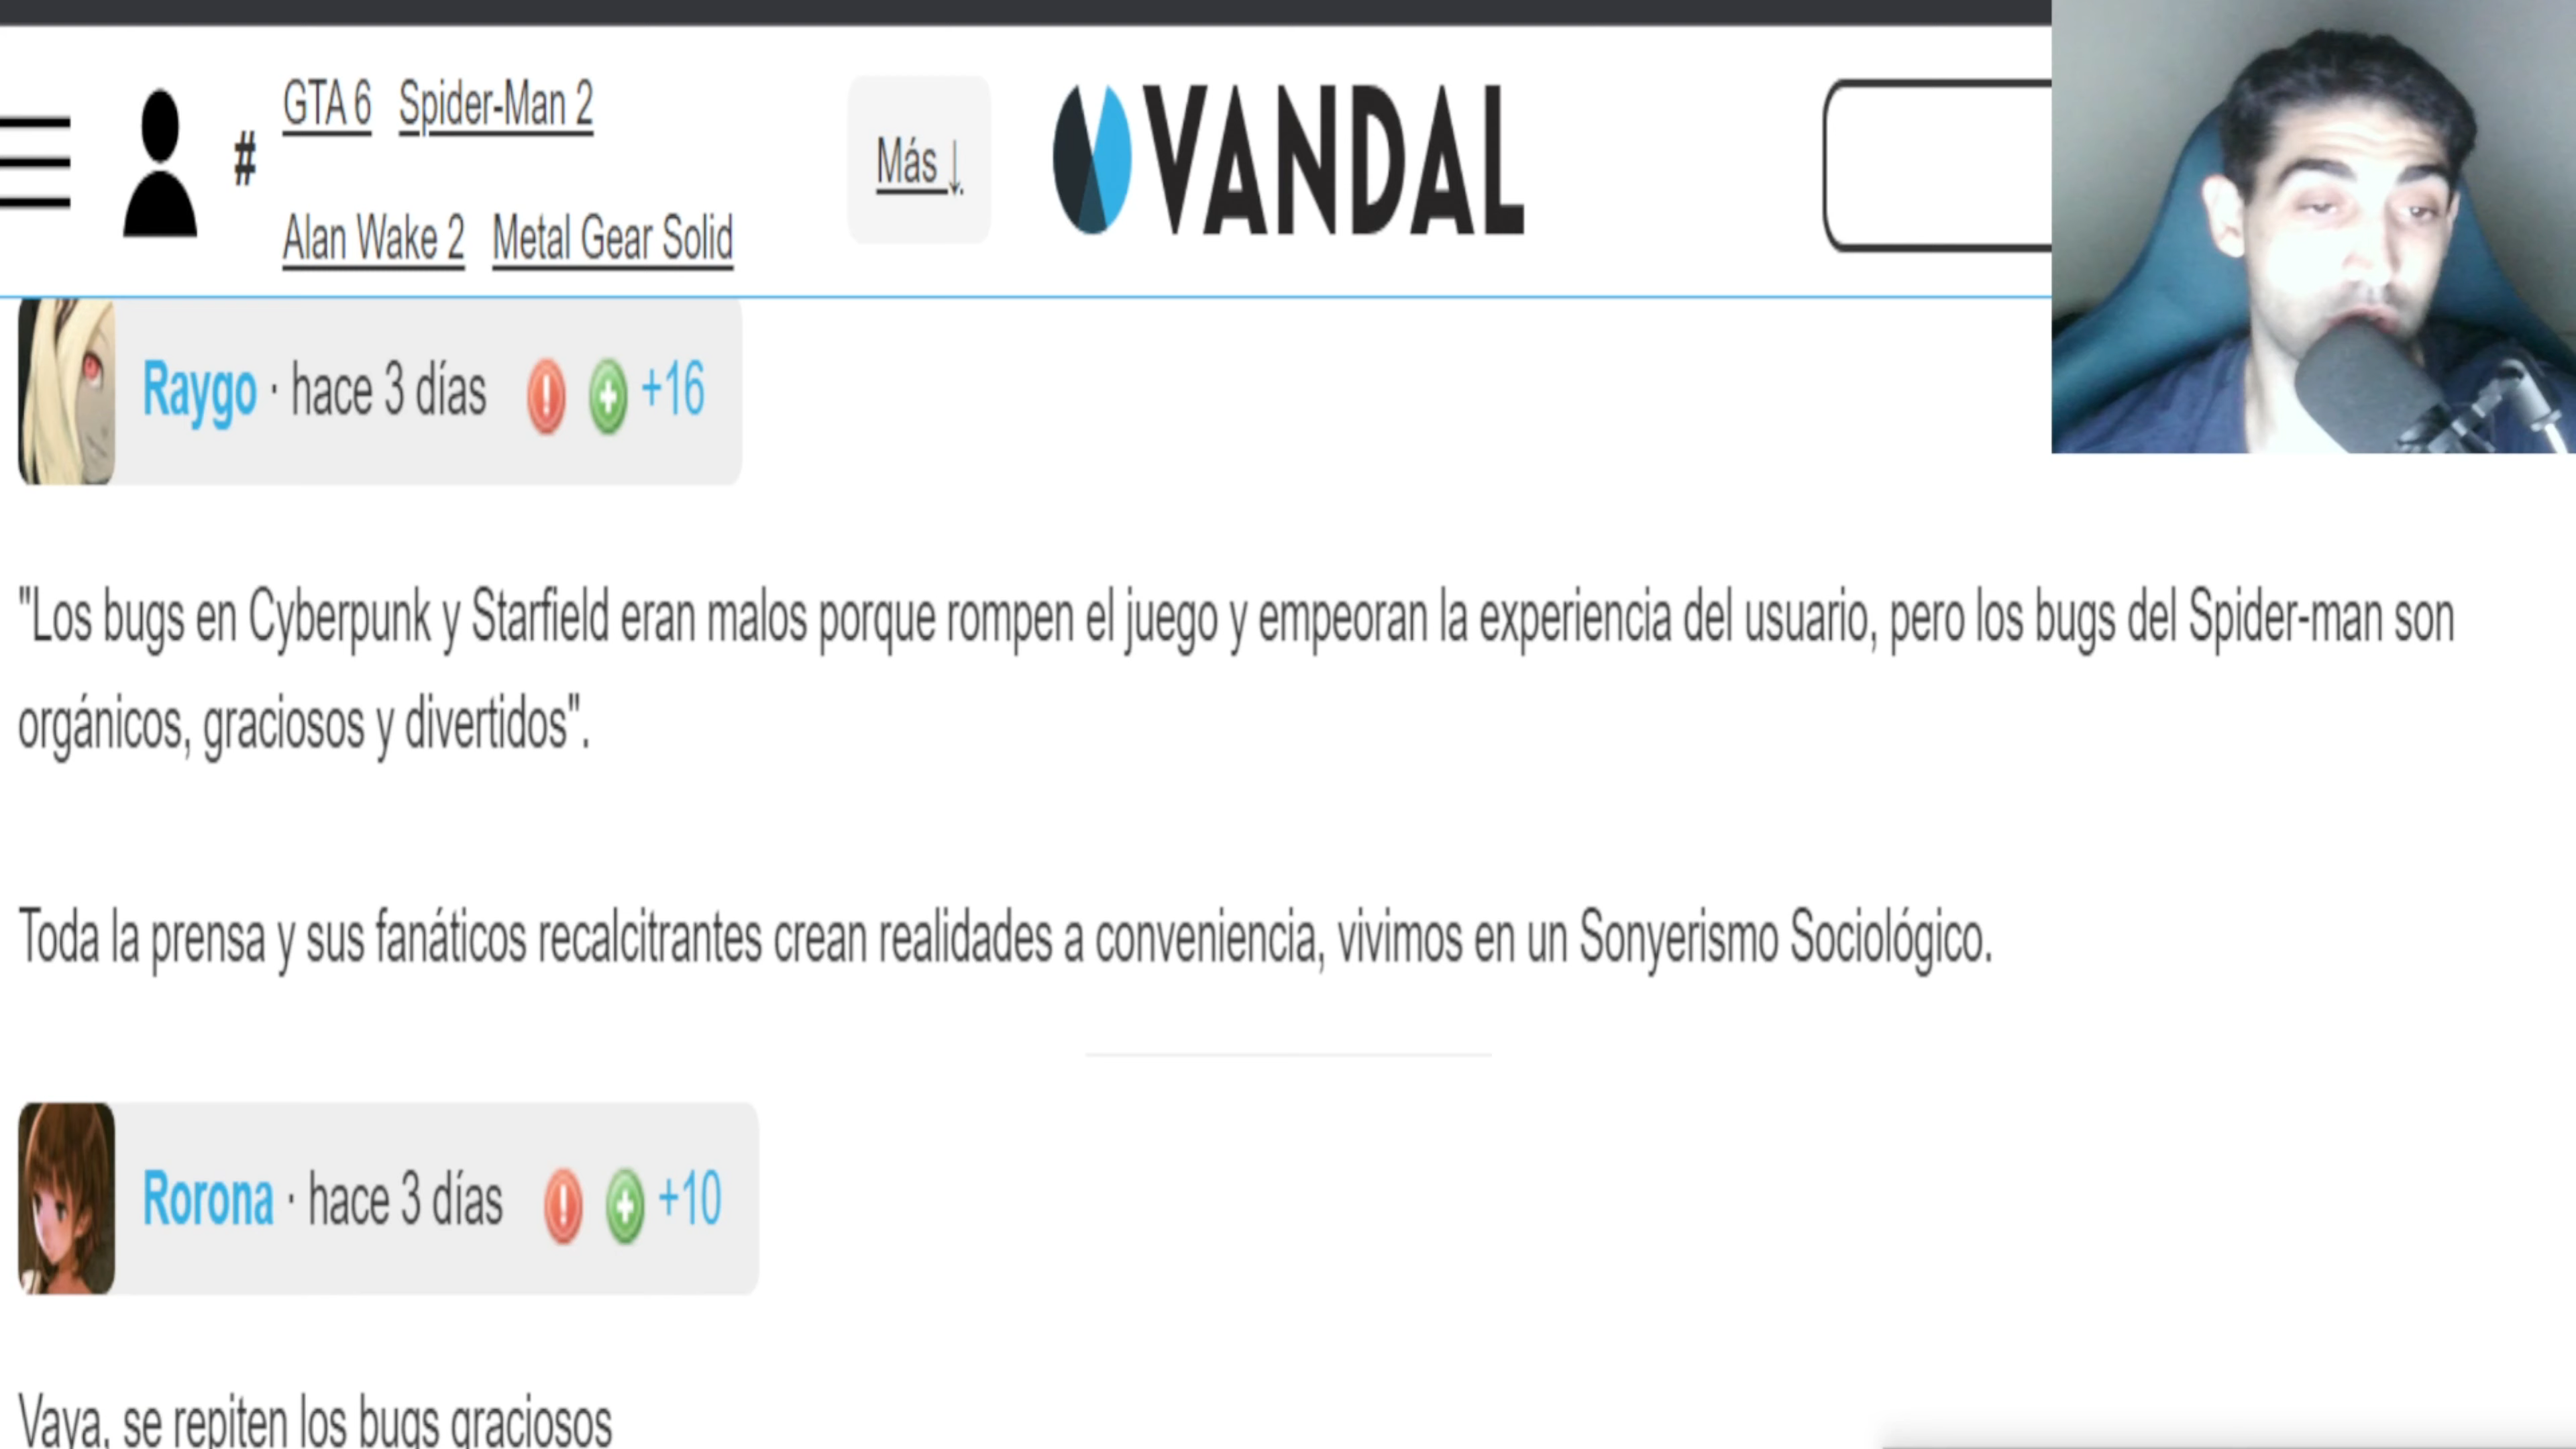 GTA 6 Spider-Man 2
#
Más ↓.
VANDAL
Alan Wake 2 Metal Gear Solid
Raygo · hace 3 días +16
"Los bugs en Cyberpunk y Starfield eran malos porque rompen el juego y empeoran la experiencia del usuario, pero los bugs del Spider-man son
orgánicos, graciosos y divertidos".
Toda la prensa y sus fanáticos recalcitrantes crean realidades a conveniencia, vivimos en un Sonyerismo Sociológico.
Rorona · hace 3 días +10
Vaya, se repiten los bugs graciosos